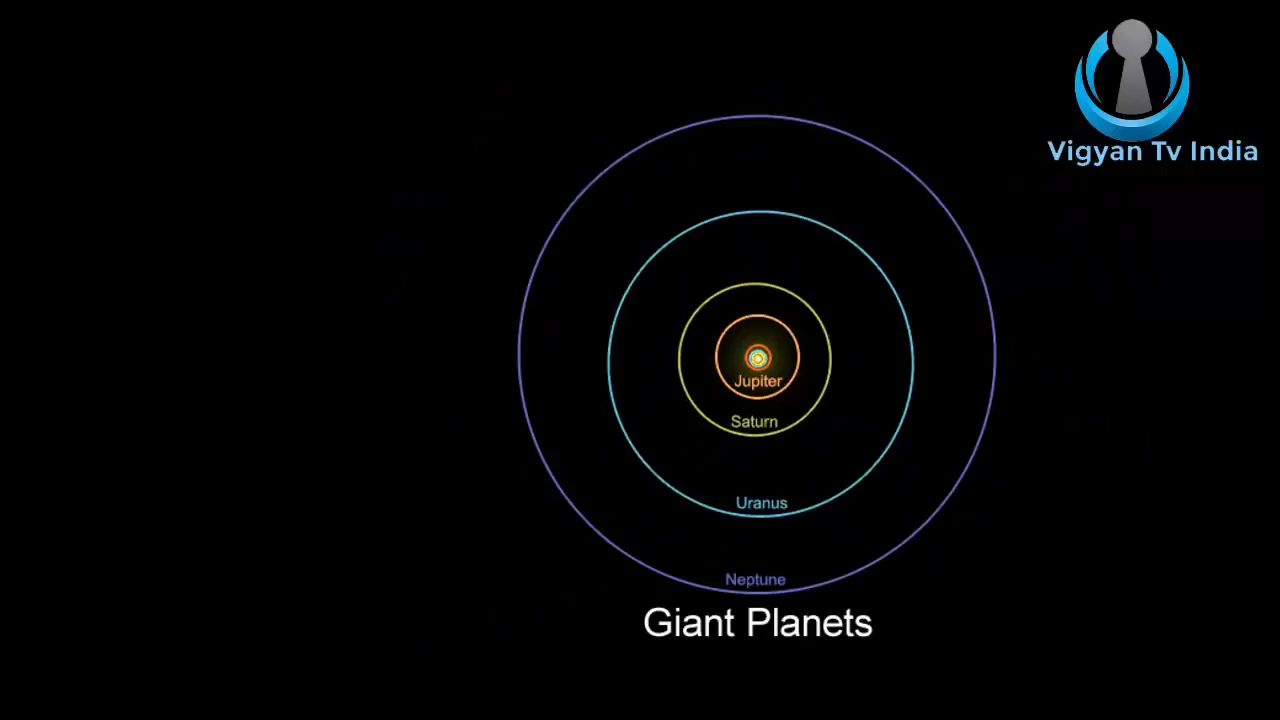 Vigyan Tv India
Jupiter
Saturn
Uranus
Neptune
Giant Planets